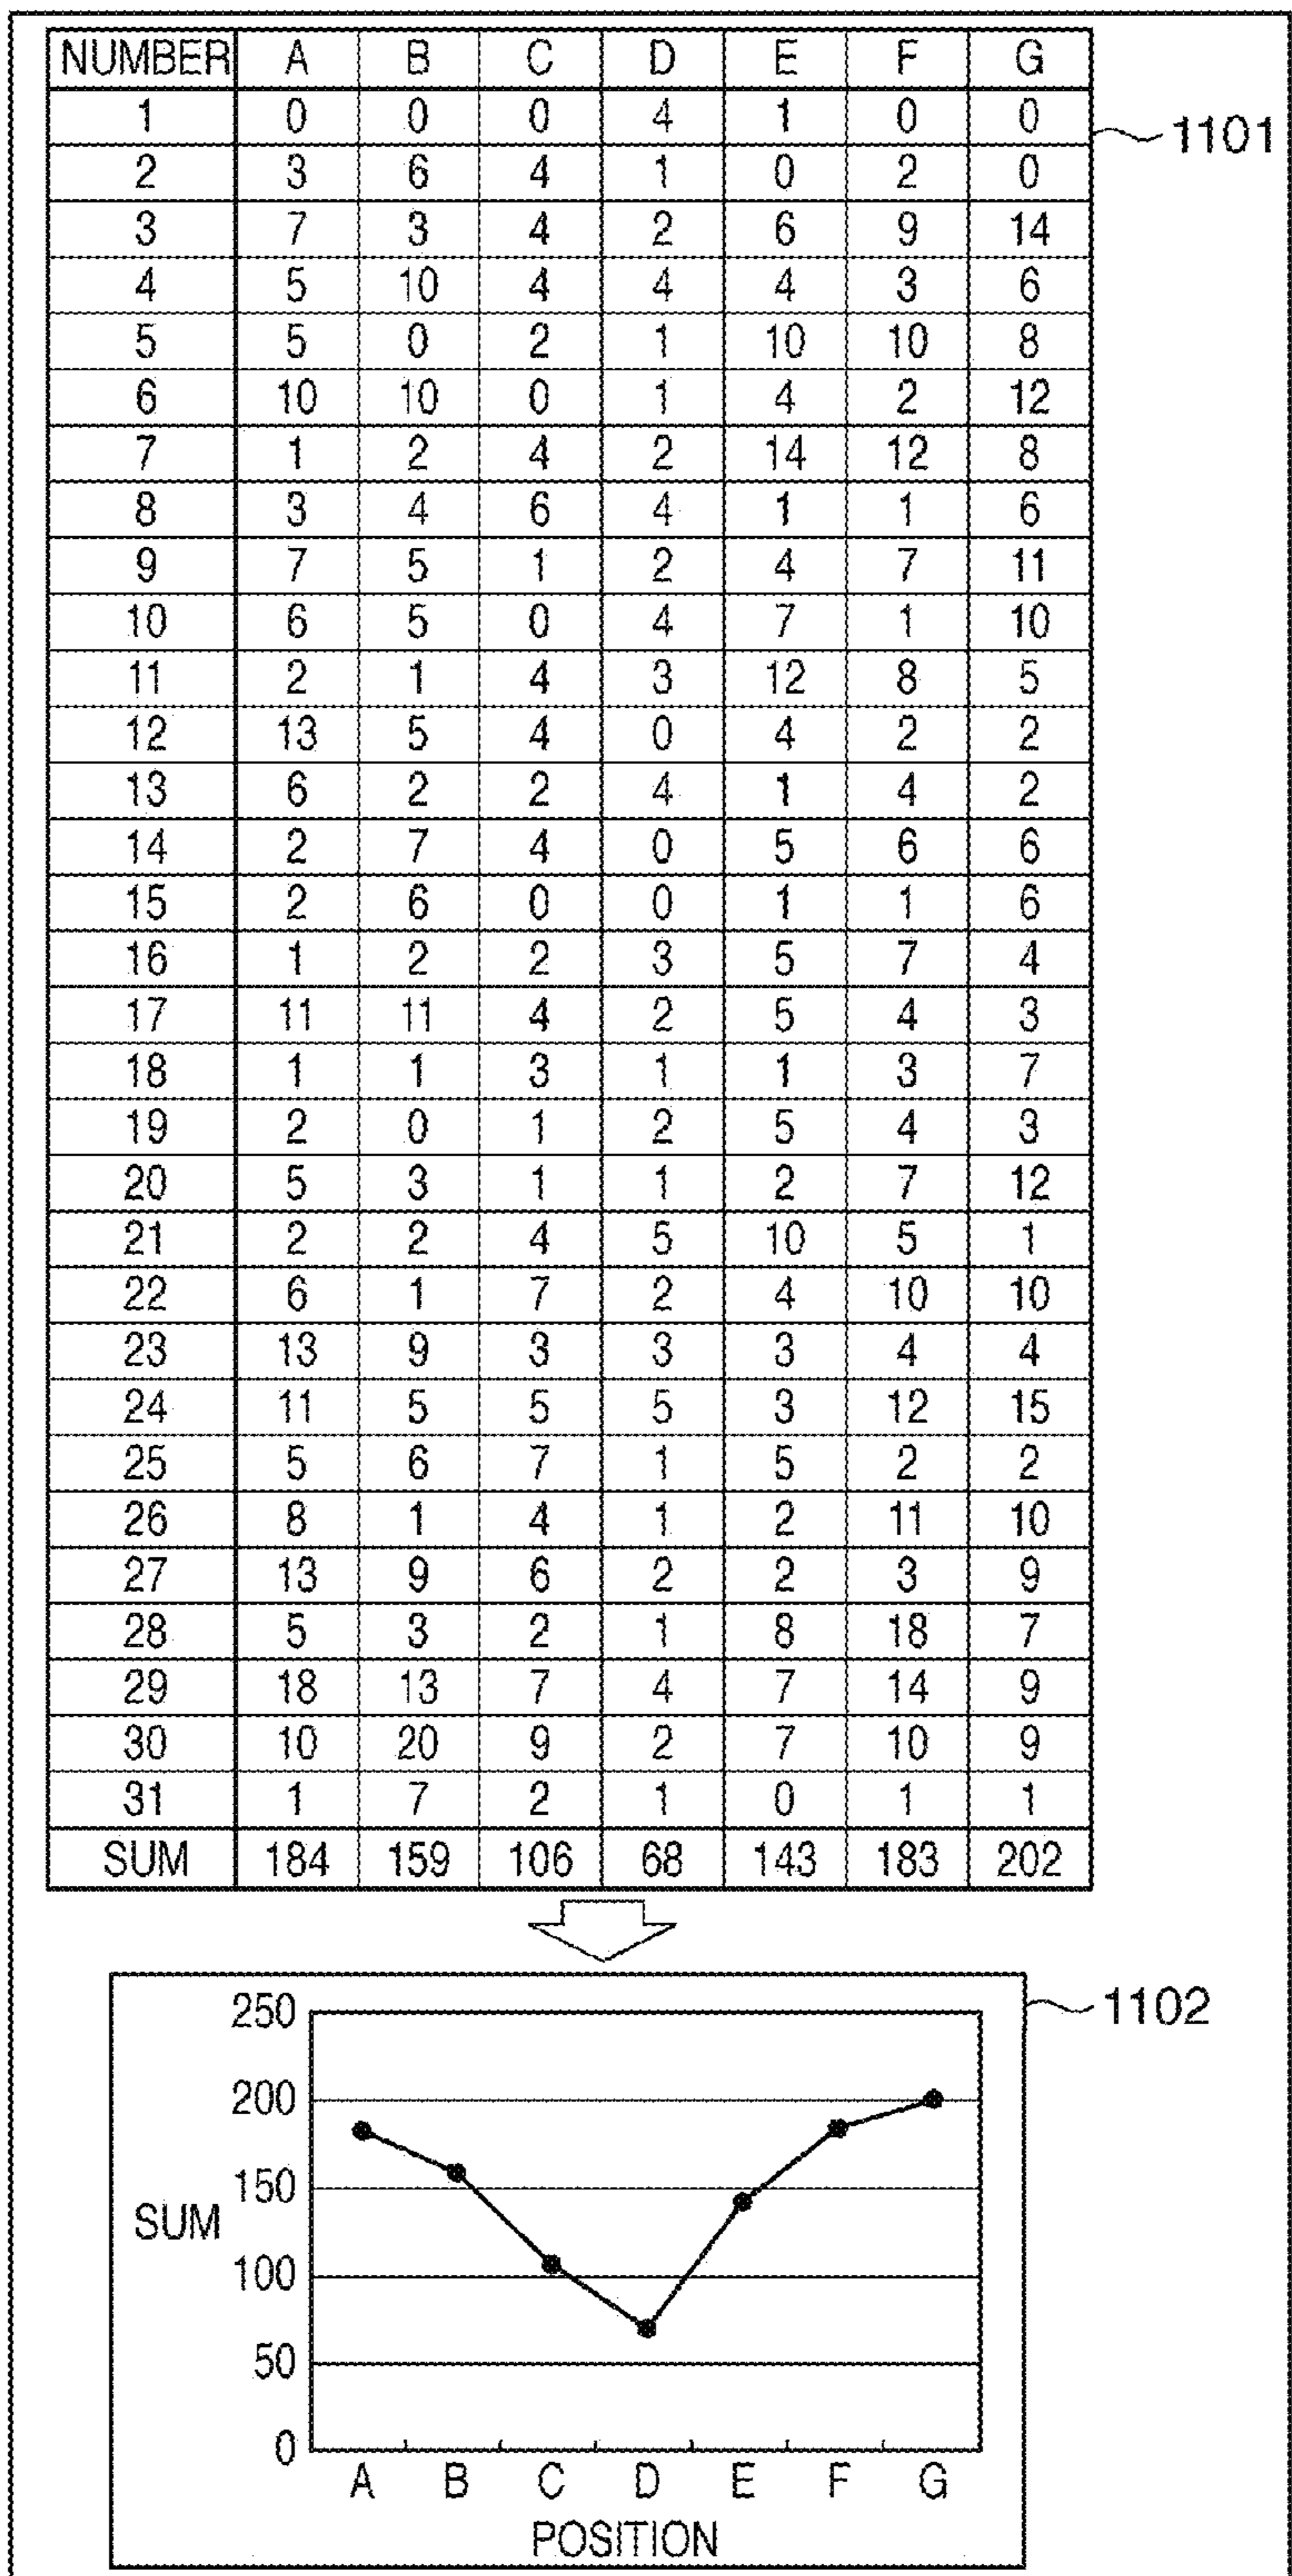 NUMBER A B C D E F G
1 0 0 0 4 1 0 0
1101
2 3 6 4 1 0 2 0
3 7 3 4 2 6 9 14
4 5 10 4 4 4 3 6
5 5 0 2 1 10 10 8
6 10 10 0 1 4 2 12
7 1 2 4 2 14 12 8
8 3 4 6 4 1 1 6
9 7 5 1 2 4 7 11
10 6 5 0 4 7 1 10
11 2 1 4 3 12 8 5
12 13 5 4 0 4 2 2
13 6 2 2 4 1 4 2
14 2 7 4 0 5 6 6
15 2 6 0 0 1 1 6
16 1 2 2 3 5 7 4
17 11 11 4 2 5 4 3
18 1 1 3 1 1 3 7
19 2 0 1 2 5 4 3
20 5 3 1 1 2 7 12
21 2 2 4 5 10 5 1
22 6 1 7 2 4 10 10
23 13 9 3 3 3 4 4
24 11 5 5 5 3 12 15
25 5 6 7 1 5 2 2
26 8 1 4 1 2 11 10
27 13 9 6 2 2 3 9
28 5 3 2 1 8 18 7
29 18 13 7 4 7 14 9
30 10 20 9 2 7 10 9
31 1 7 2 1 0 1 1
SUM 184 159 106 68 143 183 202
1102
250
200
150
SUM
100
50
0
A B C D E F G
POSITION